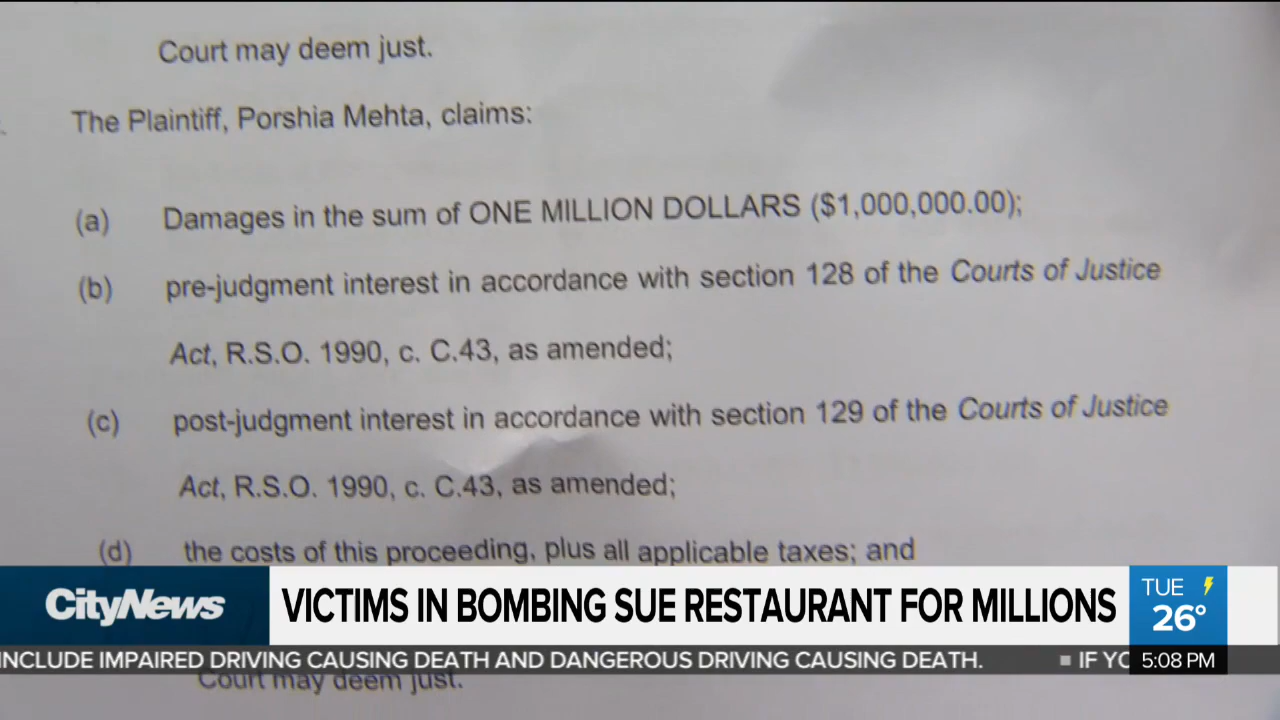 Court may deem just.
The Plaintiff, Porshia Mehta, claims:
(a) Damages in the sum of ONE MILLION DOLLARS ($1,000,000.00);
(b) pre-judgment interest in accordance with section 128 of the Courts of Justice
Act, R.S.O. 1990, c. C.43, as amended;
(c) post-judgment interest in accordance with section 129 of the Courts of Justice
Act, R.S.O. 1990, c. C.43, as amended;
(d) the costs of this proceeding, plus all applicable taxes; and
CityNews
VICTIMS IN BOMBING SUE RESTAURANT FOR MILLIONS
TUE
26°
INCLUDE IMPAIRED DRIVING CAUSING DEATH AND DANGEROUS DRIVING CAUSING DEATH. ■ IF YO
5:08 PM
Court may deem just.